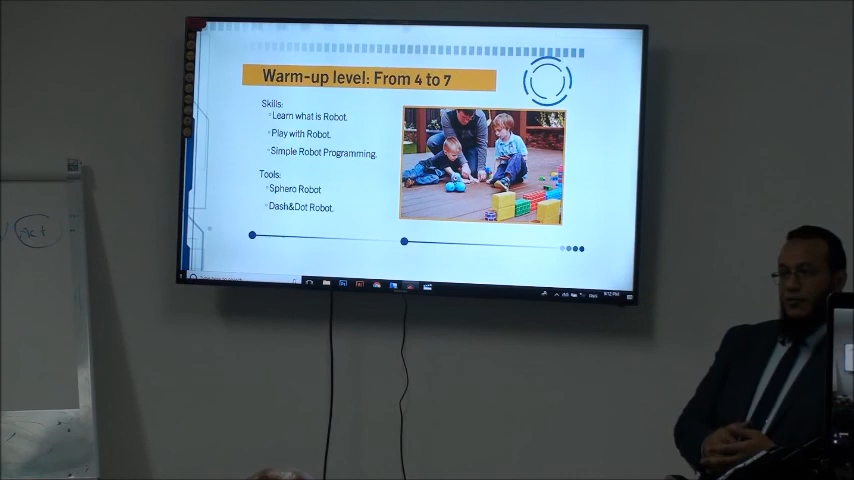 Warm-up level: From 4 to 7
Skills:
Learn what is Robot.
Play with Robot.
Simple Robot Programming.
Tools:
Sphero Robot
Dash&Dot Robot.
Act